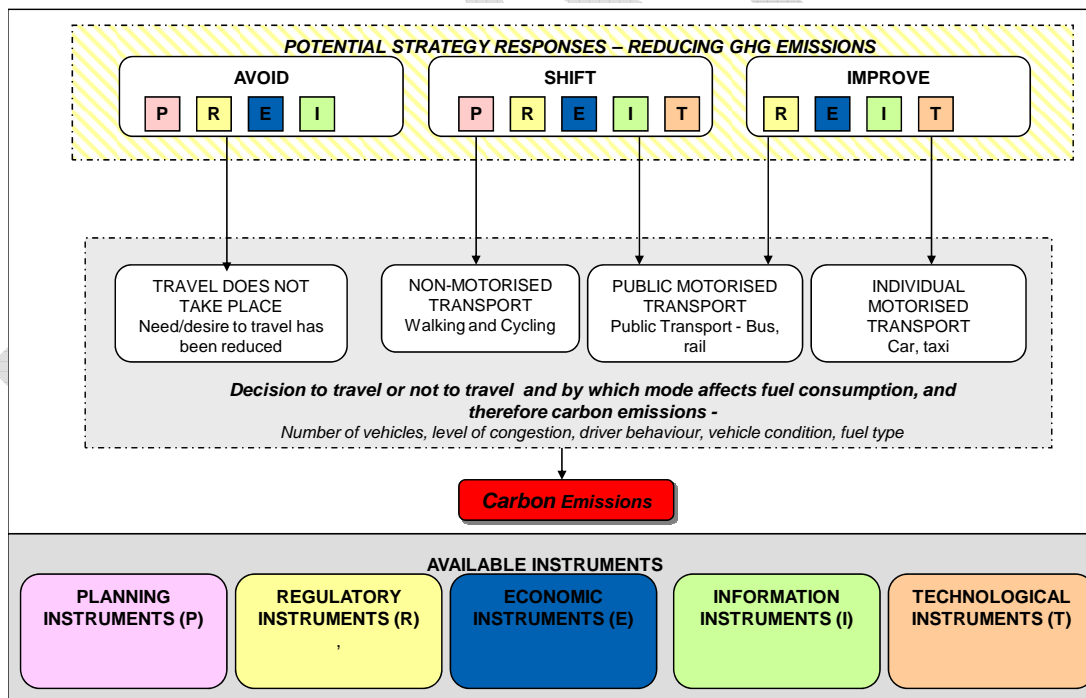 POTENTIAL STRATEGY RESPONSES – REDUCING GHG EMISSIONS
AVOID
P R E I
SHIFT
P R E I T
IMPROVE
R E I T
TRAVEL DOES NOT
TAKE PLACE
Need/desire to travel has
been reduced
NON-MOTORISED
TRANSPORT
Walking and Cycling
PUBLIC MOTORISED
TRANSPORT
Public Transport - Bus,
rail
INDIVIDUAL
MOTORISED
TRANSPORT
Car, taxi
Decision to travel or not to travel and by which mode affects fuel consumption, and
therefore carbon emissions -
Number of vehicles, level of congestion, driver behaviour, vehicle condition, fuel type
Carbon Emissions
AVAILABLE INSTRUMENTS
PLANNING
INSTRUMENTS (P)
REGULATORY
INSTRUMENTS (R)
,
ECONOMIC
INSTRUMENTS (E)
INFORMATION
INSTRUMENTS (I)
TECHNOLOGICAL
INSTRUMENTS (T)